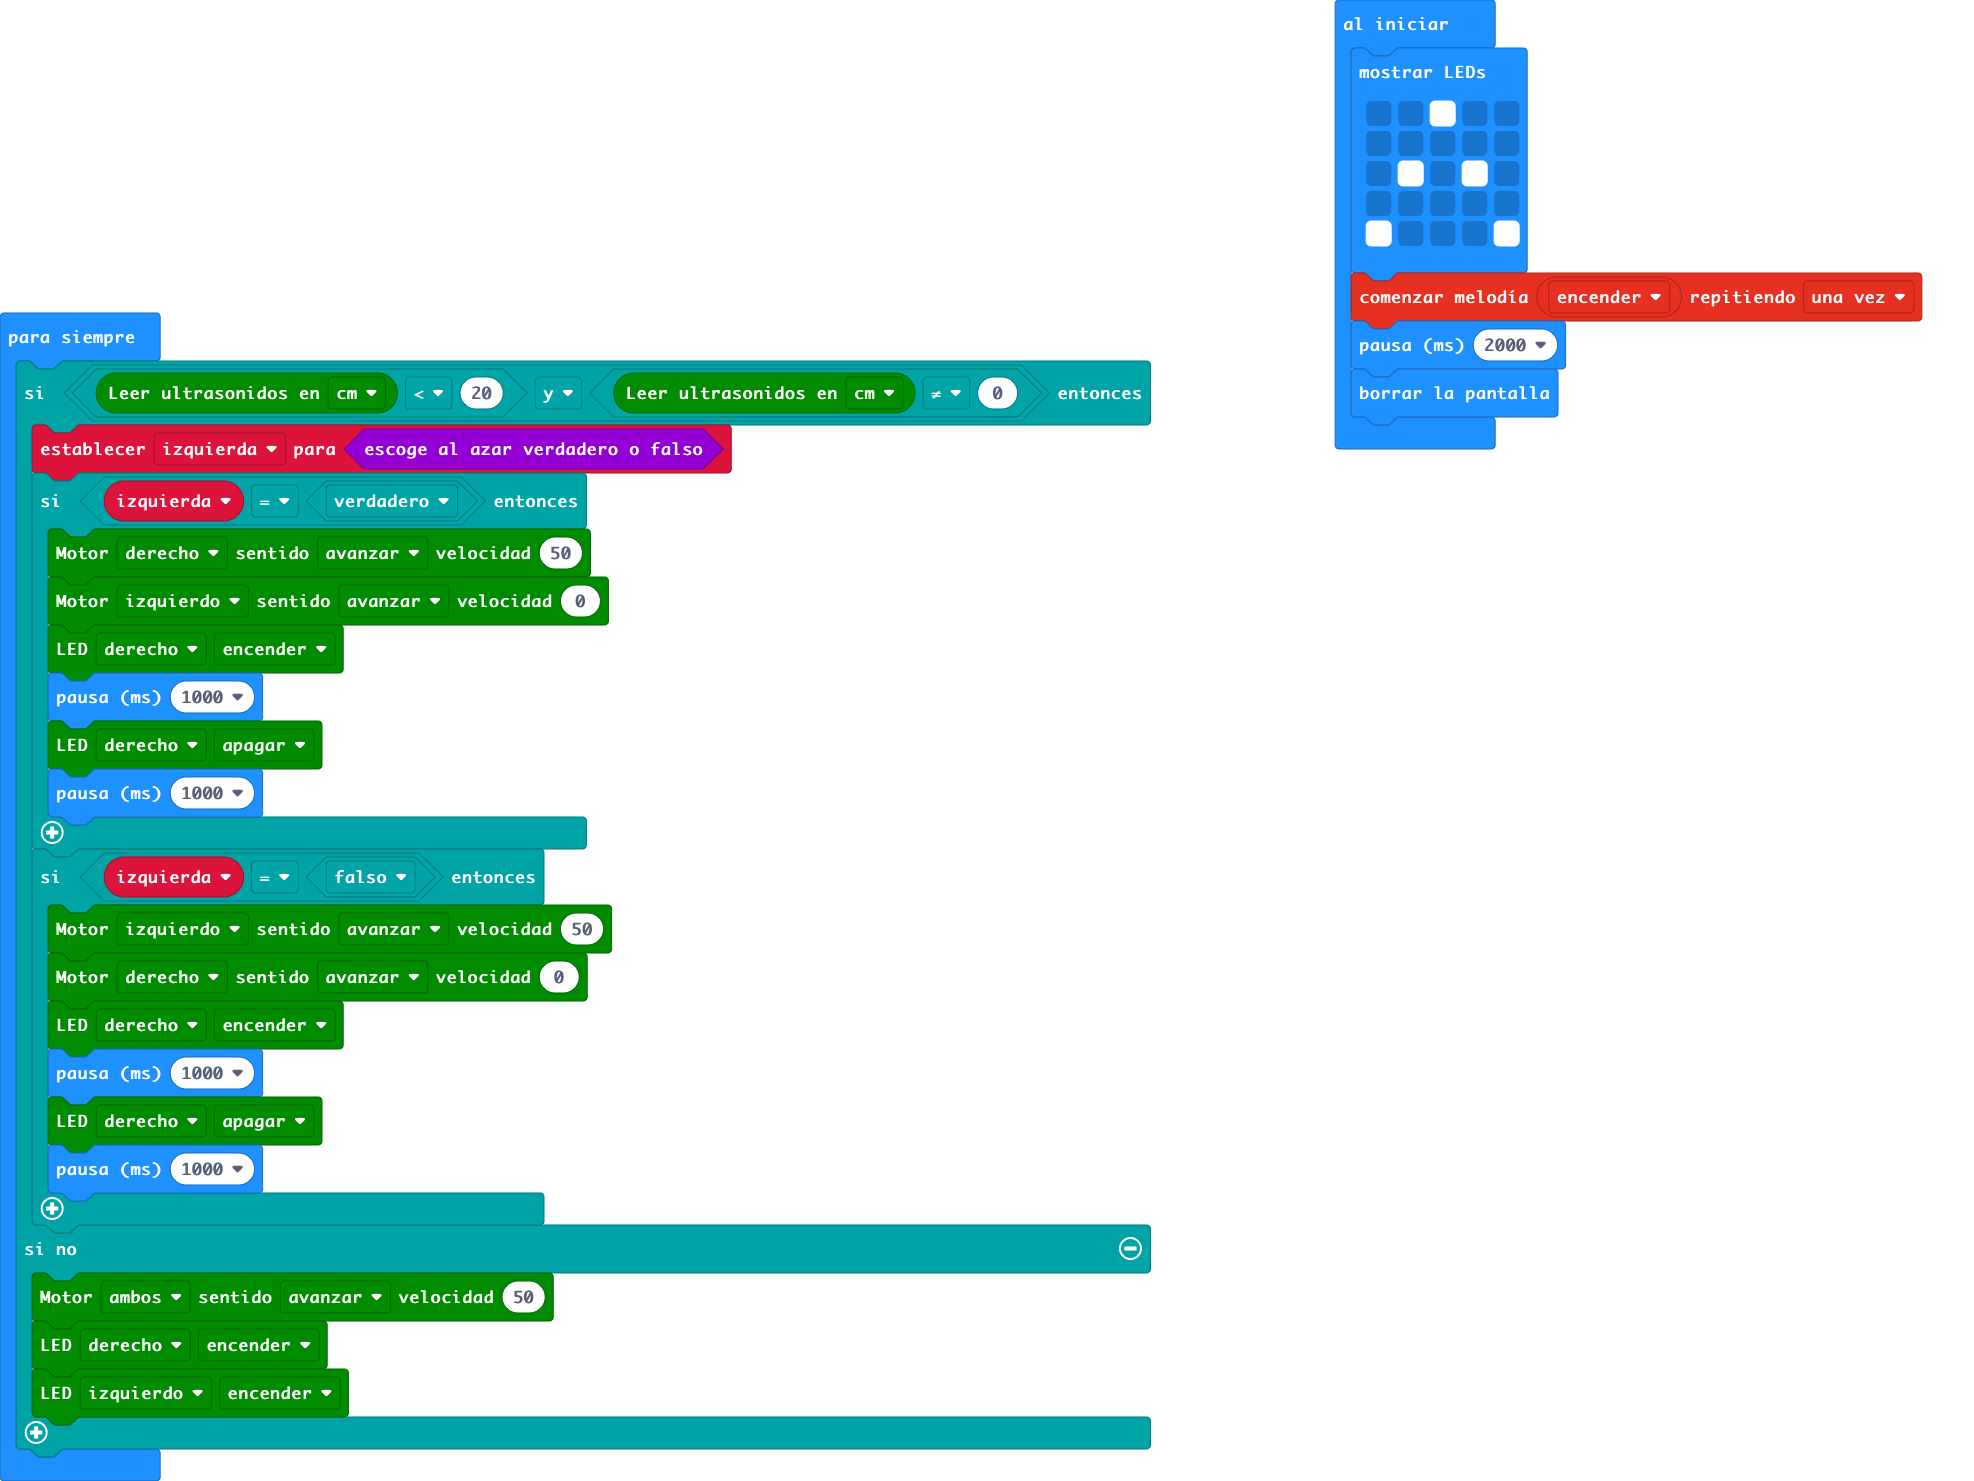 al iniciar
mostrar LEDs
comenzar melodía encender repitiendo una vez
pausa (ms) 2000
borrar la pantalla
para siempre
si Leer ultrasonidos en cm < 20 y Leer ultrasonidos en cm ≠ 0 entonces
establecer izquierda para escoge al azar verdadero o falso
si izquierda = verdadero entonces
Motor derecho sentido avanzar velocidad 50
Motor izquierdo sentido avanzar velocidad 0
LED derecho encender
pausa (ms) 1000
LED derecho apagar
pausa (ms) 1000
si izquierda = falso entonces
Motor izquierdo sentido avanzar velocidad 50
Motor derecho sentido avanzar velocidad 0
LED derecho encender
pausa (ms) 1000
LED derecho apagar
pausa (ms) 1000
si no
Motor ambos sentido avanzar velocidad 50
LED derecho encender
LED izquierdo encender